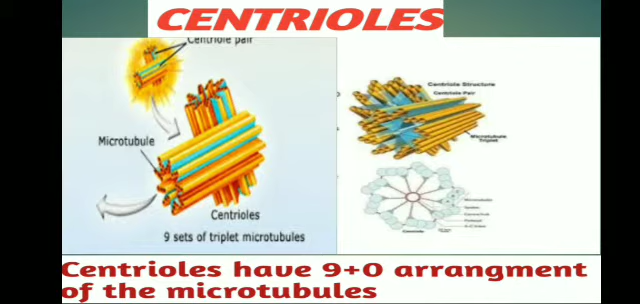 CENTRIOLES
Centriole pair
Microtubule
Centrioles
9 sets of triplet microtubules
Centriole Structure
Centriole Pair
Microtubule
Triplet
Centrioles have 9+0 arrangment
of the microtubules